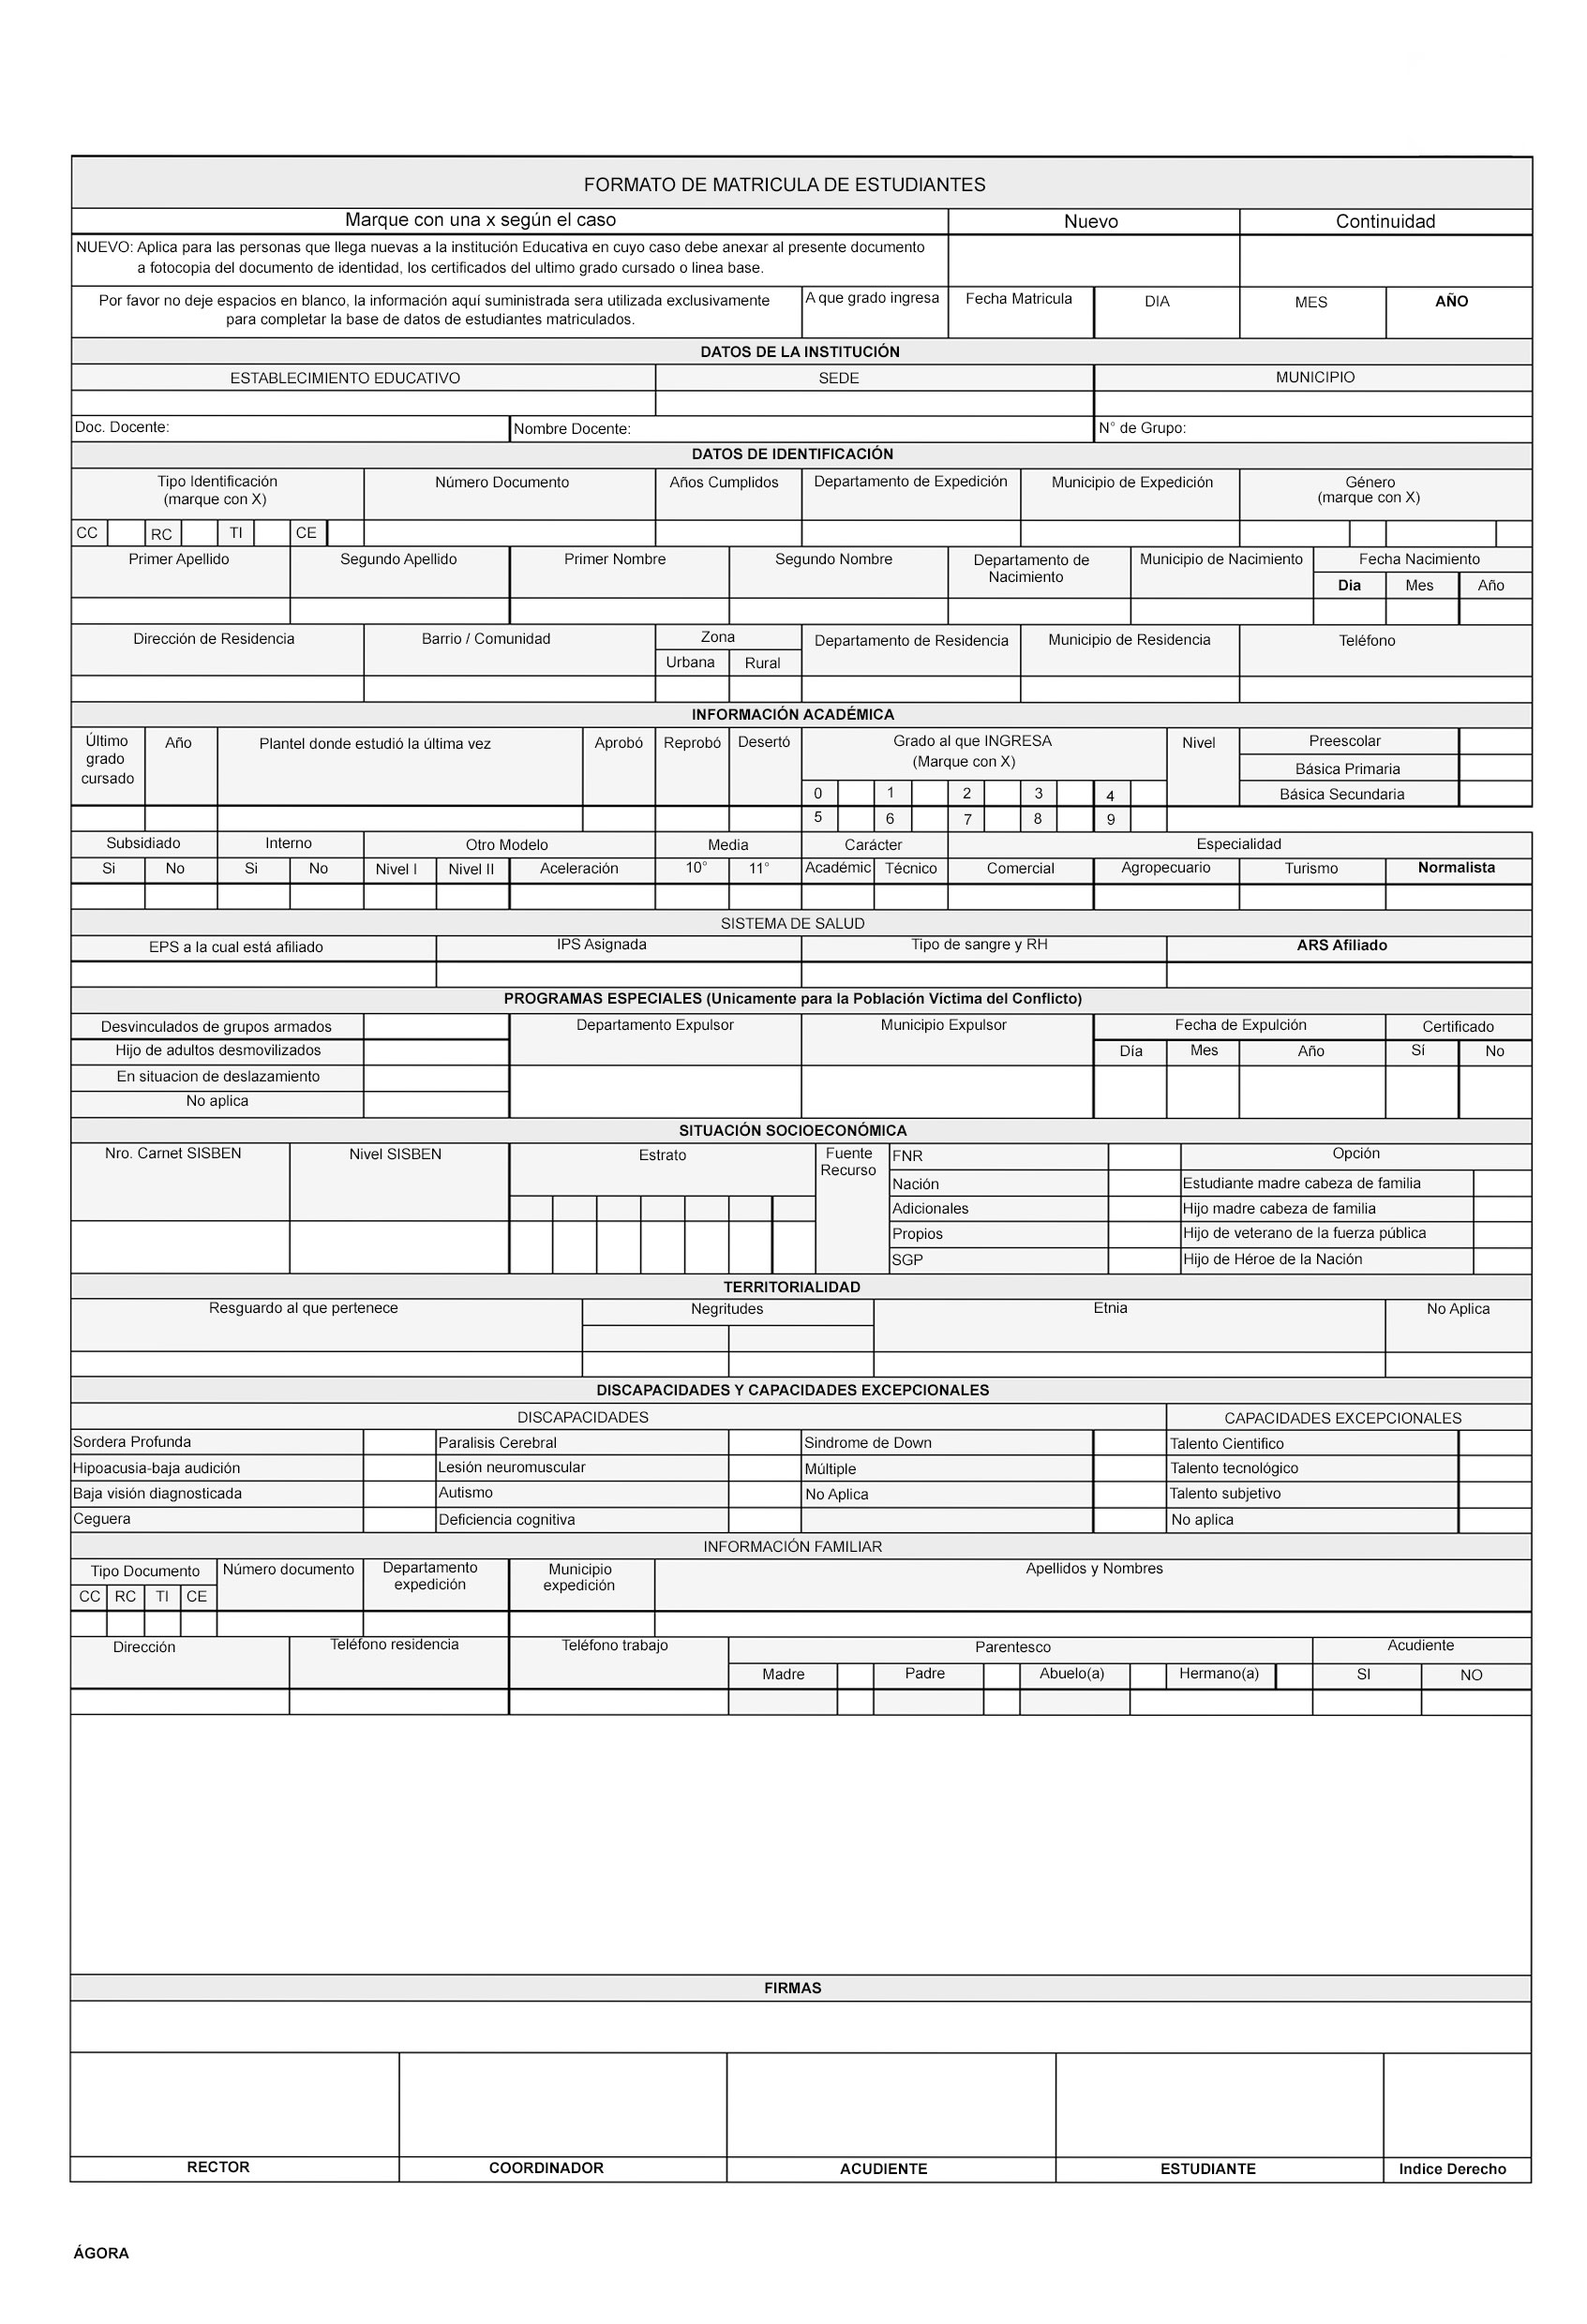 FORMATO DE MATRICULA DE ESTUDIANTES
Marque con una x según el caso Nuevo Continuidad
NUEVO: Aplica para las personas que llega nuevas a la institución Educativa en cuyo caso debe anexar al presente documento
a fotocopia del documento de identidad, los certificados del ultimo grado cursado o linea base.
Por favor no deje espacios en blanco, la información aquí suministrada sera utilizada exclusivamente
para completar la base de datos de estudiantes matriculados.
A que grado ingresa Fecha Matricula DIA MES AÑO
DATOS DE LA INSTITUCIÓN
ESTABLECIMIENTO EDUCATIVO SEDE MUNICIPIO
Doc. Docente: Nombre Docente: N° de Grupo:
DATOS DE IDENTIFICACIÓN
Tipo Identificación
(marque con X)
Número Documento Años Cumplidos Departamento de Expedición Municipio de Expedición
Género
(marque con X)
CC RC TI CE
Primer Apellido Segundo Apellido Primer Nombre Segundo Nombre
Departamento de
Nacimiento
Municipio de Nacimiento Fecha Nacimiento
Dia Mes Año
Dirección de Residencia Barrio / Comunidad Zona Departamento de Residencia Municipio de Residencia Teléfono
Urbana Rural
INFORMACIÓN ACADÉMICA
Último
grado
cursado
Año Plantel donde estudió la última vez Aprobó Reprobó Desertó
Grado al que INGRESA
(Marque con X)
Nivel Preescolar
Básica Primaria
Básica Secundaria
0 1 2 3 4
5 6 7 8 9
Subsidiado Interno Otro Modelo Media Carácter Especialidad
Si No Si No Nivel I Nivel II Aceleración 10° 11° Académic Técnico Comercial Agropecuario Turismo Normalista
SISTEMA DE SALUD
EPS a la cual está afiliado IPS Asignada Tipo de sangre y RH ARS Afiliado
PROGRAMAS ESPECIALES (Unicamente para la Población Víctima del Conflicto)
Desvinculados de grupos armados Departamento Expulsor Municipio Expulsor Fecha de Expulción Certificado
Hijo de adultos desmovilizados Día Mes Año Sí No
En situacion de deslazamiento
No aplica
SITUACIÓN SOCIOECONÓMICA
Nro. Carnet SISBEN Nivel SISBEN Estrato
Fuente
Recurso
FNR Opción
Nación Estudiante madre cabeza de familia
Adicionales Hijo madre cabeza de familia
Propios Hijo de veterano de la fuerza pública
SGP Hijo de Héroe de la Nación
TERRITORIALIDAD
Resguardo al que pertenece Negritudes Etnia No Aplica
DISCAPACIDADES Y CAPACIDADES EXCEPCIONALES
DISCAPACIDADES CAPACIDADES EXCEPCIONALES
Sordera Profunda Paralisis Cerebral Sindrome de Down Talento Cientifico
Hipoacusia-baja audición Lesión neuromuscular Múltiple Talento tecnológico
Baja visión diagnosticada Autismo No Aplica Talento subjetivo
Ceguera Deficiencia cognitiva No aplica
INFORMACIÓN FAMILIAR
Tipo Documento Número documento
Departamento
expedición
Municipio
expedición
Apellidos y Nombres
CC RC TI CE
Dirección Teléfono residencia Teléfono trabajo Parentesco Acudiente
Madre Padre Abuelo(a) Hermano(a) SI NO
FIRMAS
RECTOR COORDINADOR ACUDIENTE ESTUDIANTE Indice Derecho
ÁGORA